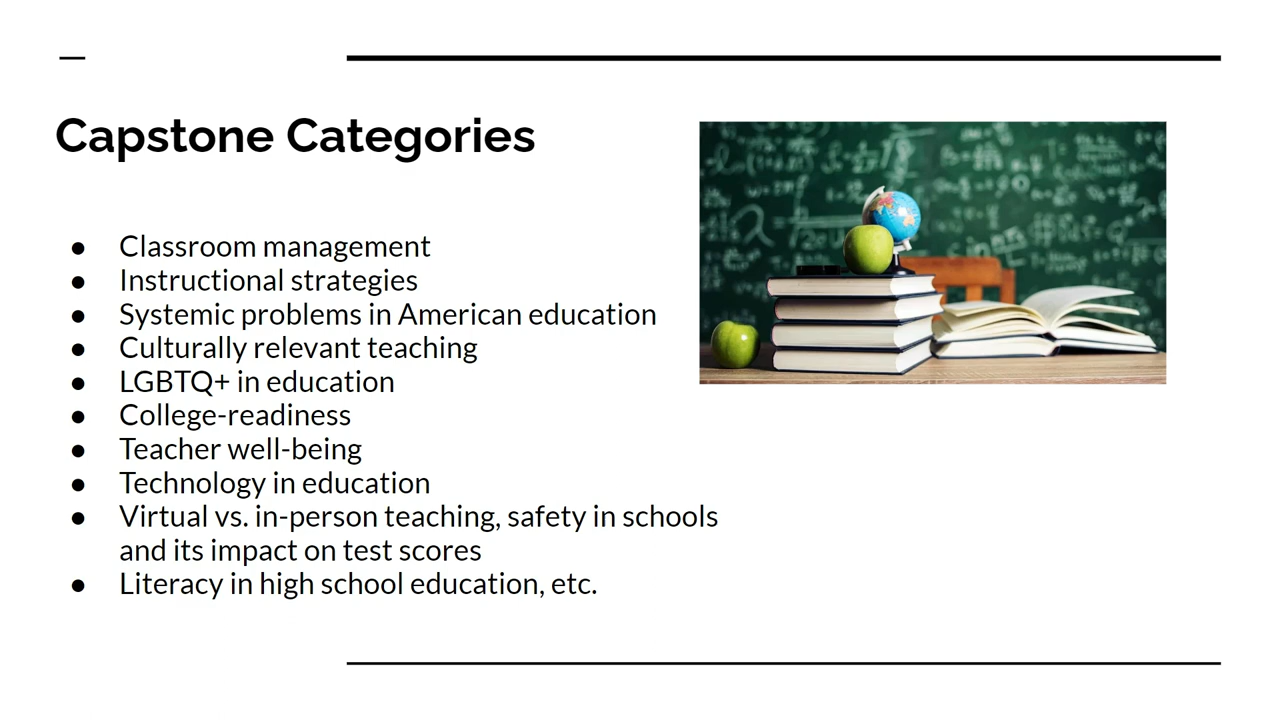 Capstone Categories
● Classroom management
● Instructional strategies
● Systemic problems in American education
● Culturally relevant teaching
● LGBTQ+ in education
● College-readiness
● Teacher well-being
● Technology in education
● Virtual vs. in-person teaching, safety in schools
and its impact on test scores
● Literacy in high school education, etc.